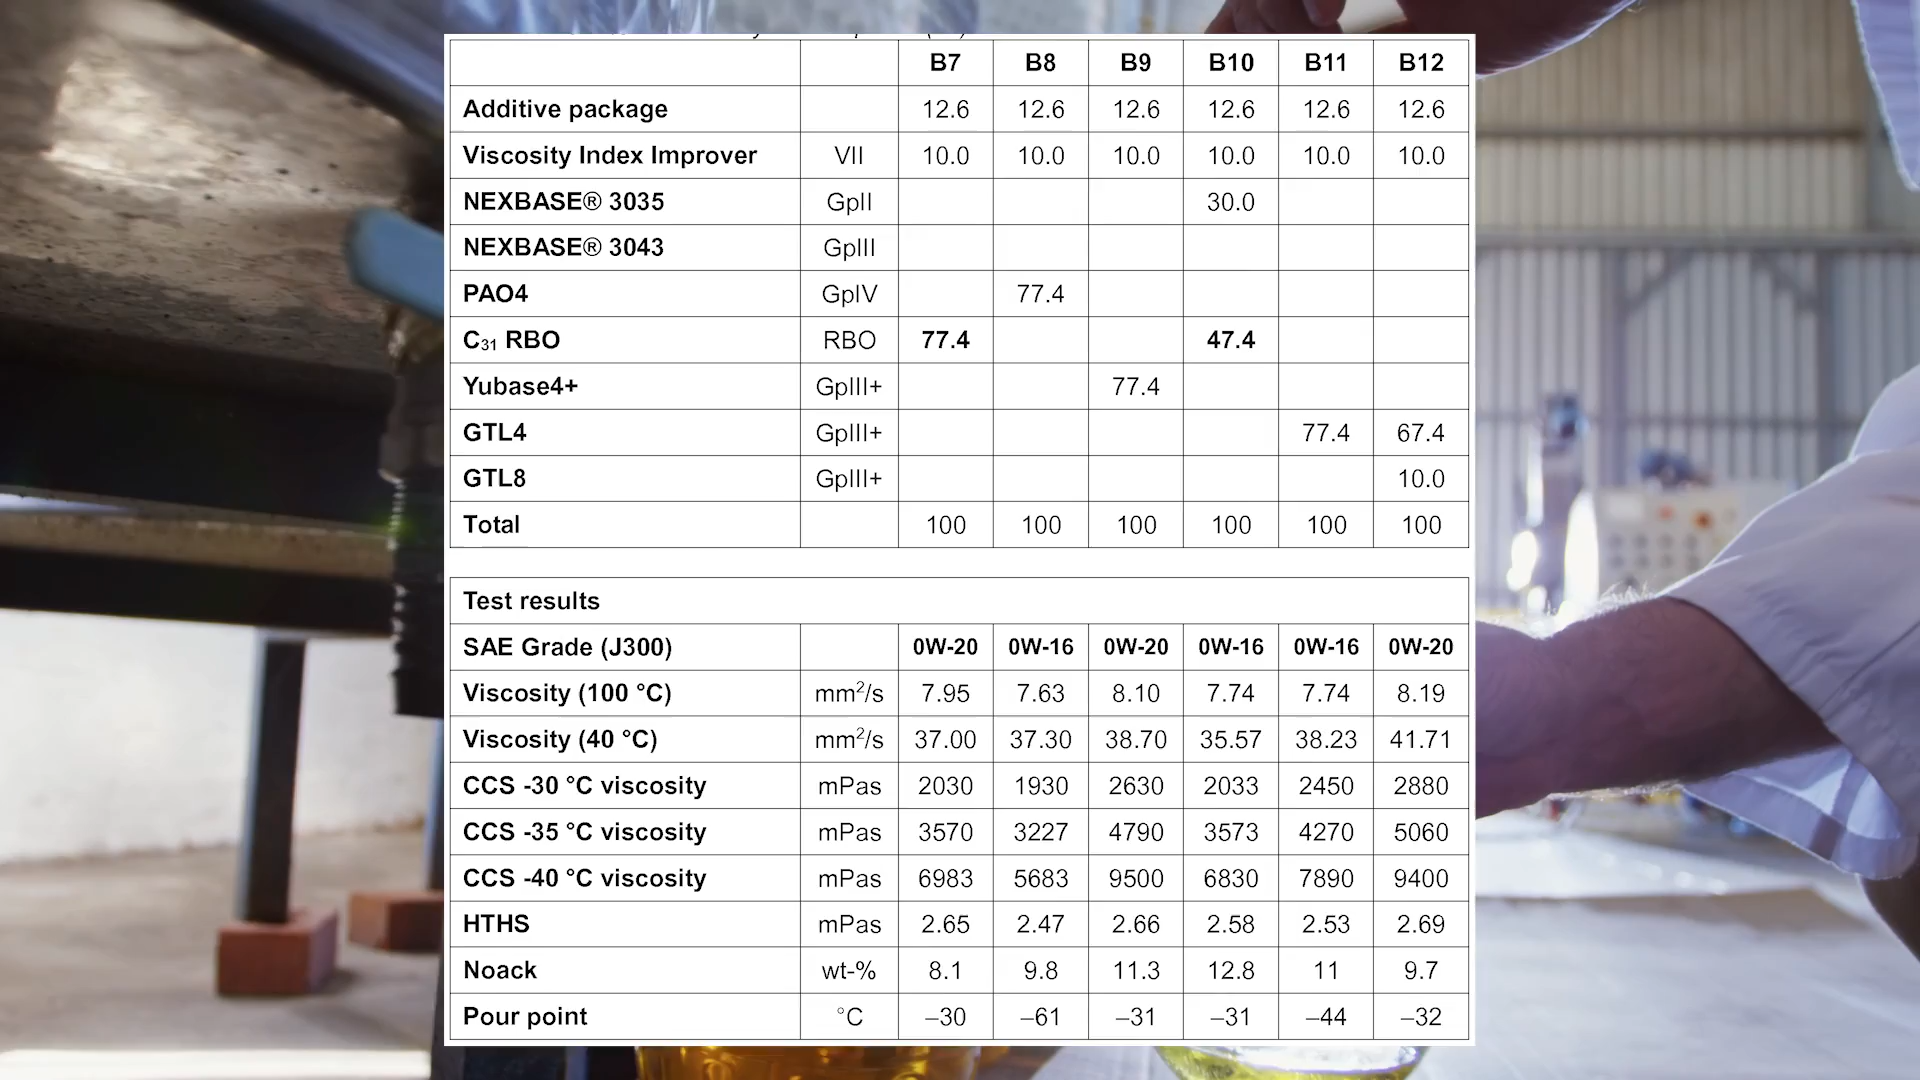 B7 B8 B9 B10 B11 B12
Additive package 12.6 12.6 12.6 12.6 12.6 12.6
Viscosity Index Improver VII 10.0 10.0 10.0 10.0 10.0 10.0
NEXBASE® 3035 GpII 30.0
NEXBASE® 3043 GpIII
PAO4 GpIV 77.4
C₃₁ RBO RBO 77.4 47.4
Yubase4+ GpIII+ 77.4
GTL4 GpIII+ 77.4 67.4
GTL8 GpIII+ 10.0
Total 100 100 100 100 100 100
Test results
SAE Grade (J300) 0W-20 0W-16 0W-20 0W-16 0W-16 0W-20
Viscosity (100 °C) mm²/s 7.95 7.63 8.10 7.74 7.74 8.19
Viscosity (40 °C) mm²/s 37.00 37.30 38.70 35.57 38.23 41.71
CCS -30 °C viscosity mPas 2030 1930 2630 2033 2450 2880
CCS -35 °C viscosity mPas 3570 3227 4790 3573 4270 5060
CCS -40 °C viscosity mPas 6983 5683 9500 6830 7890 9400
HTHS mPas 2.65 2.47 2.66 2.58 2.53 2.69
Noack wt-% 8.1 9.8 11.3 12.8 11 9.7
Pour point °C –30 –61 –31 –31 –44 –32